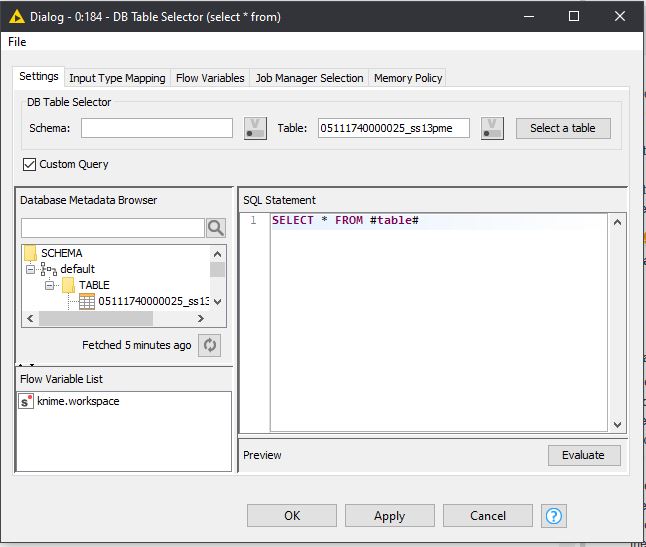 Dialog - 0:184 - DB Table Selector (select * from)
File
Settings Input Type Mapping Flow Variables Job Manager Selection Memory Policy
DB Table Selector
Schema: V Table: 05111740000025_ss13pme V Select a table
Custom Query
Database Metadata Browser
SCHEMA
default
TABLE
05111740000025_ss13
Fetched 5 minutes ago
Flow Variable List
s knime.workspace
SQL Statement
1 SELECT * FROM #table#
Preview Evaluate
OK Apply Cancel ?